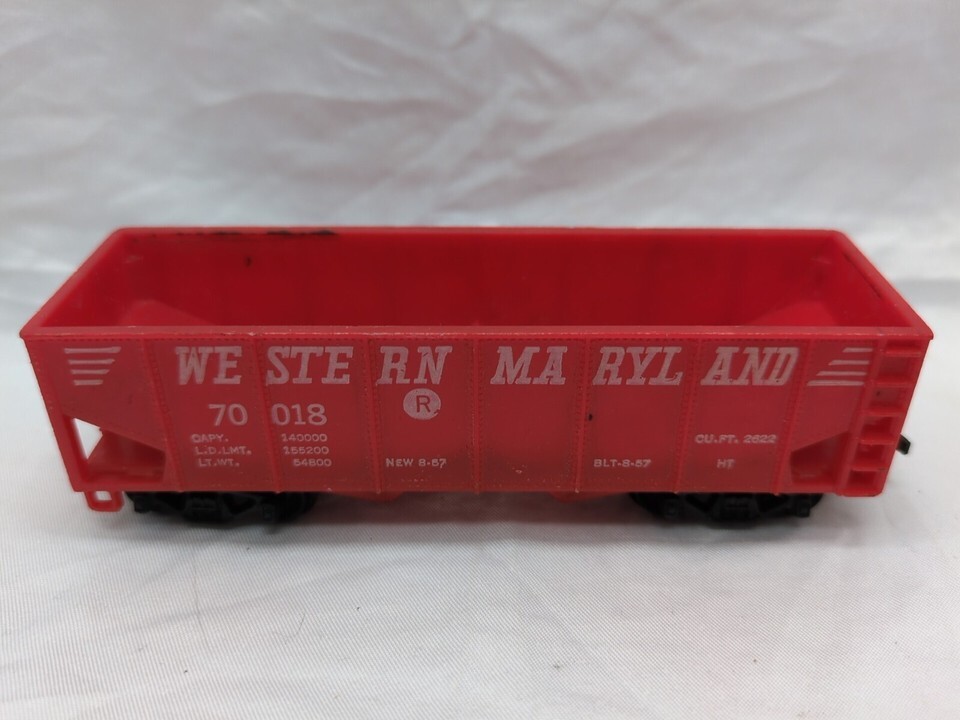 WESTERN MARYLAND
70 018
R
CAPY. 140000
L.D.LMT. 155200
LT.WT. 54800
NEW 8-57
BLT-8-57
CU.FT. 2622
HT